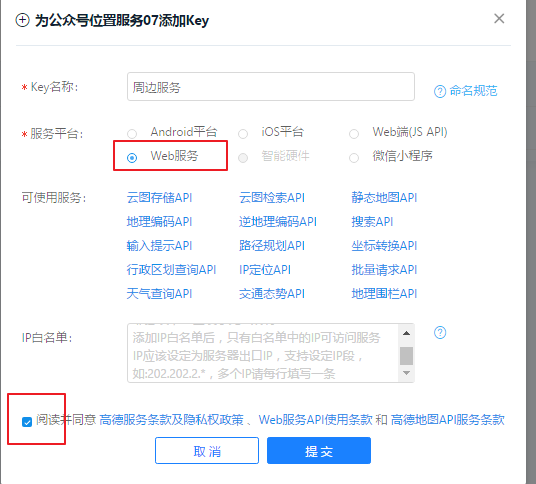 为公众号位置服务07添加Key
* Key名称: 周边服务 命名规范
* 服务平台: Android平台 iOS平台 Web端(JS API)
Web服务 智能硬件 微信小程序
可使用服务: 云图存储API 云图检索API 静态地图API
地理编码API 逆地理编码API 搜索API
输入提示API 路径规划API 坐标转换API
行政区划查询API IP定位API 批量请求API
天气查询API 交通态势API 地理围栏API
IP白名单:
添加IP白名单后，只有白名单中的IP可访问服务
IP应该设定为服务器出口IP，支持设定IP段，
如:202.202.2.*，多个IP请每行填写一条
阅读并同意 高德服务条款及隐私权政策 、Web服务API使用条款 和 高德地图API服务条款
取 消 提 交